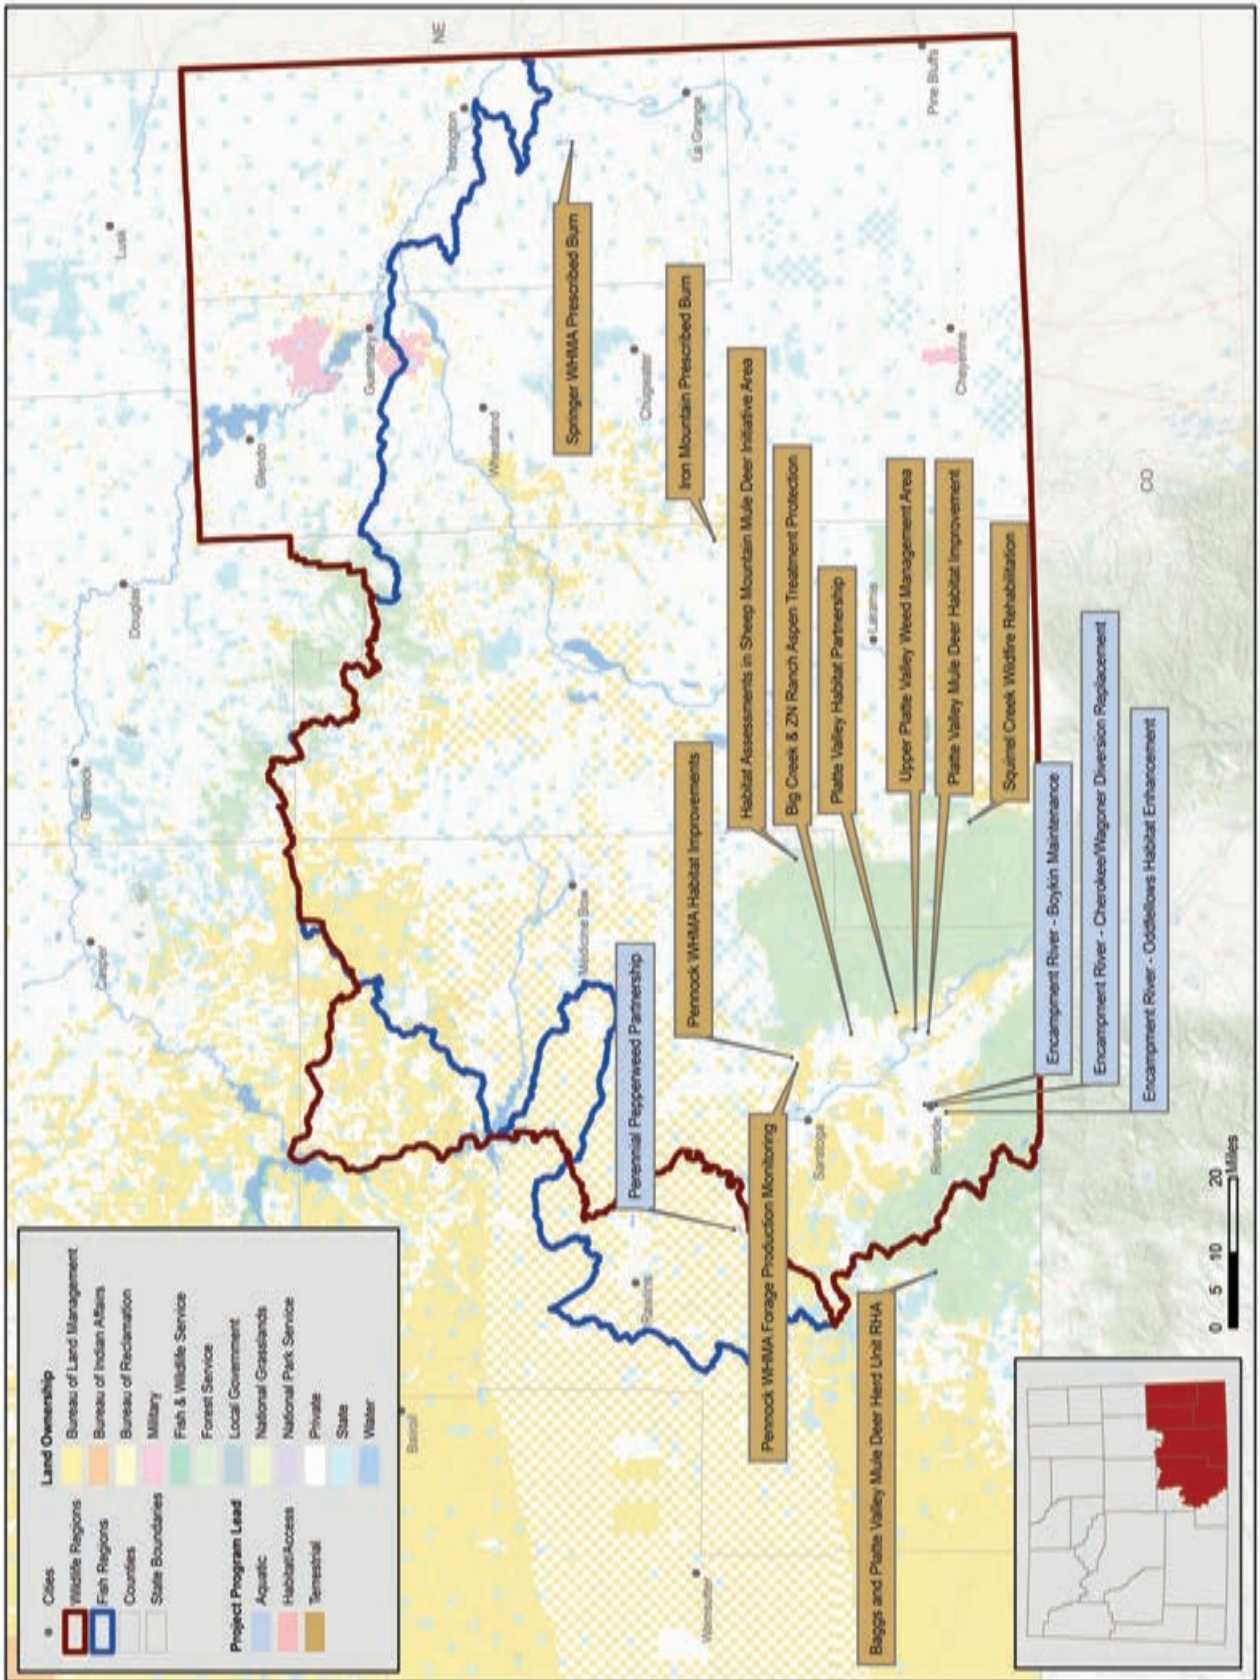 Cities
Wildlife Regions
Fish Regions
Counties
State Boundaries
Project Program Lead
Aquatic
Habitat/Access
Terrestrial
Land Ownership
Bureau of Land Management
Bureau of Indian Affairs
Bureau of Reclamation
Military
Fish & Wildlife Service
Forest Service
Local Government
National Grasslands
National Park Service
Private
State
Water
Casper
Glenrock
Douglas
Lusk
NE
Glendo
Guernsey
Torrington
Wheatland
Bairoil
Medicine Bow
Springer WHMA Prescribed Burn
Chugwater
La Grange
Rawlins
Perennial Pepperweed Partnership
Pennock WHMA Habitat Improvements
Iron Mountain Prescribed Burn
Wamsutter
Habitat Assessments in Sheep Mountain Mule Deer Initiative Area
Pennock WHMA Forage Production Monitoring
Big Creek & ZN Ranch Aspen Treatment Protection
Saratoga
Platte Valley Habitat Partnership
Laramie
Baggs and Platte Valley Mule Deer Herd Unit RHA
Upper Platte Valley Weed Management Area
Pine Bluffs
Riverside
Platte Valley Mule Deer Habitat Improvement
Cheyenne
Squirrel Creek Wildfire Rehabilitation
Encampment River - Boykin Maintenance
Encampment River - Cherokee/Wagoner Diversion Replacement
Encampment River - Oddfellows Habitat Enhancement
CO
0 5 10 20
Miles